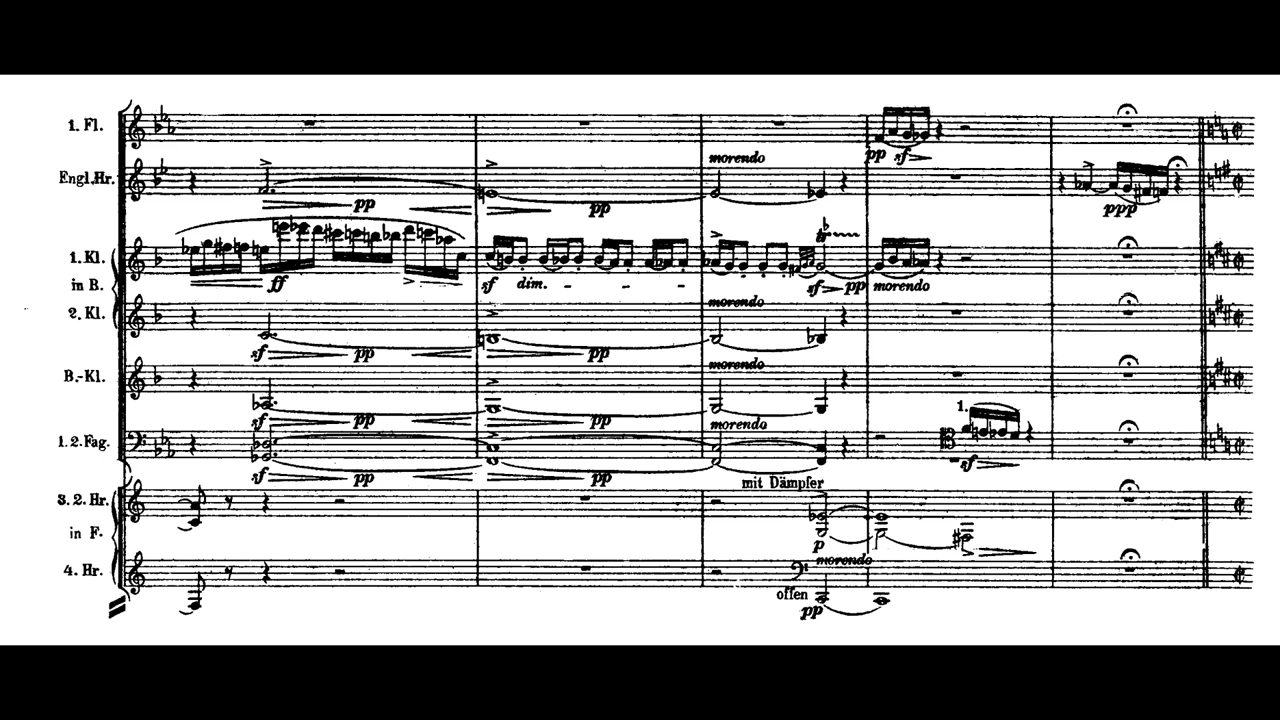 1. Fl.
pp sf
morendo
Engl. Hr.
pp pp
ppp
1. Kl.
in B.
ff sf dim. - - - sf pp morendo
morendo
2. Kl.
sf pp pp
morendo
B.-Kl.
sf pp pp
morendo
1.
1. 2. Fag.
sf
sf pp pp
mit Dämpfer
3. 2. Hr.
in F.
p
morendo
4. Hr.
offen
pp